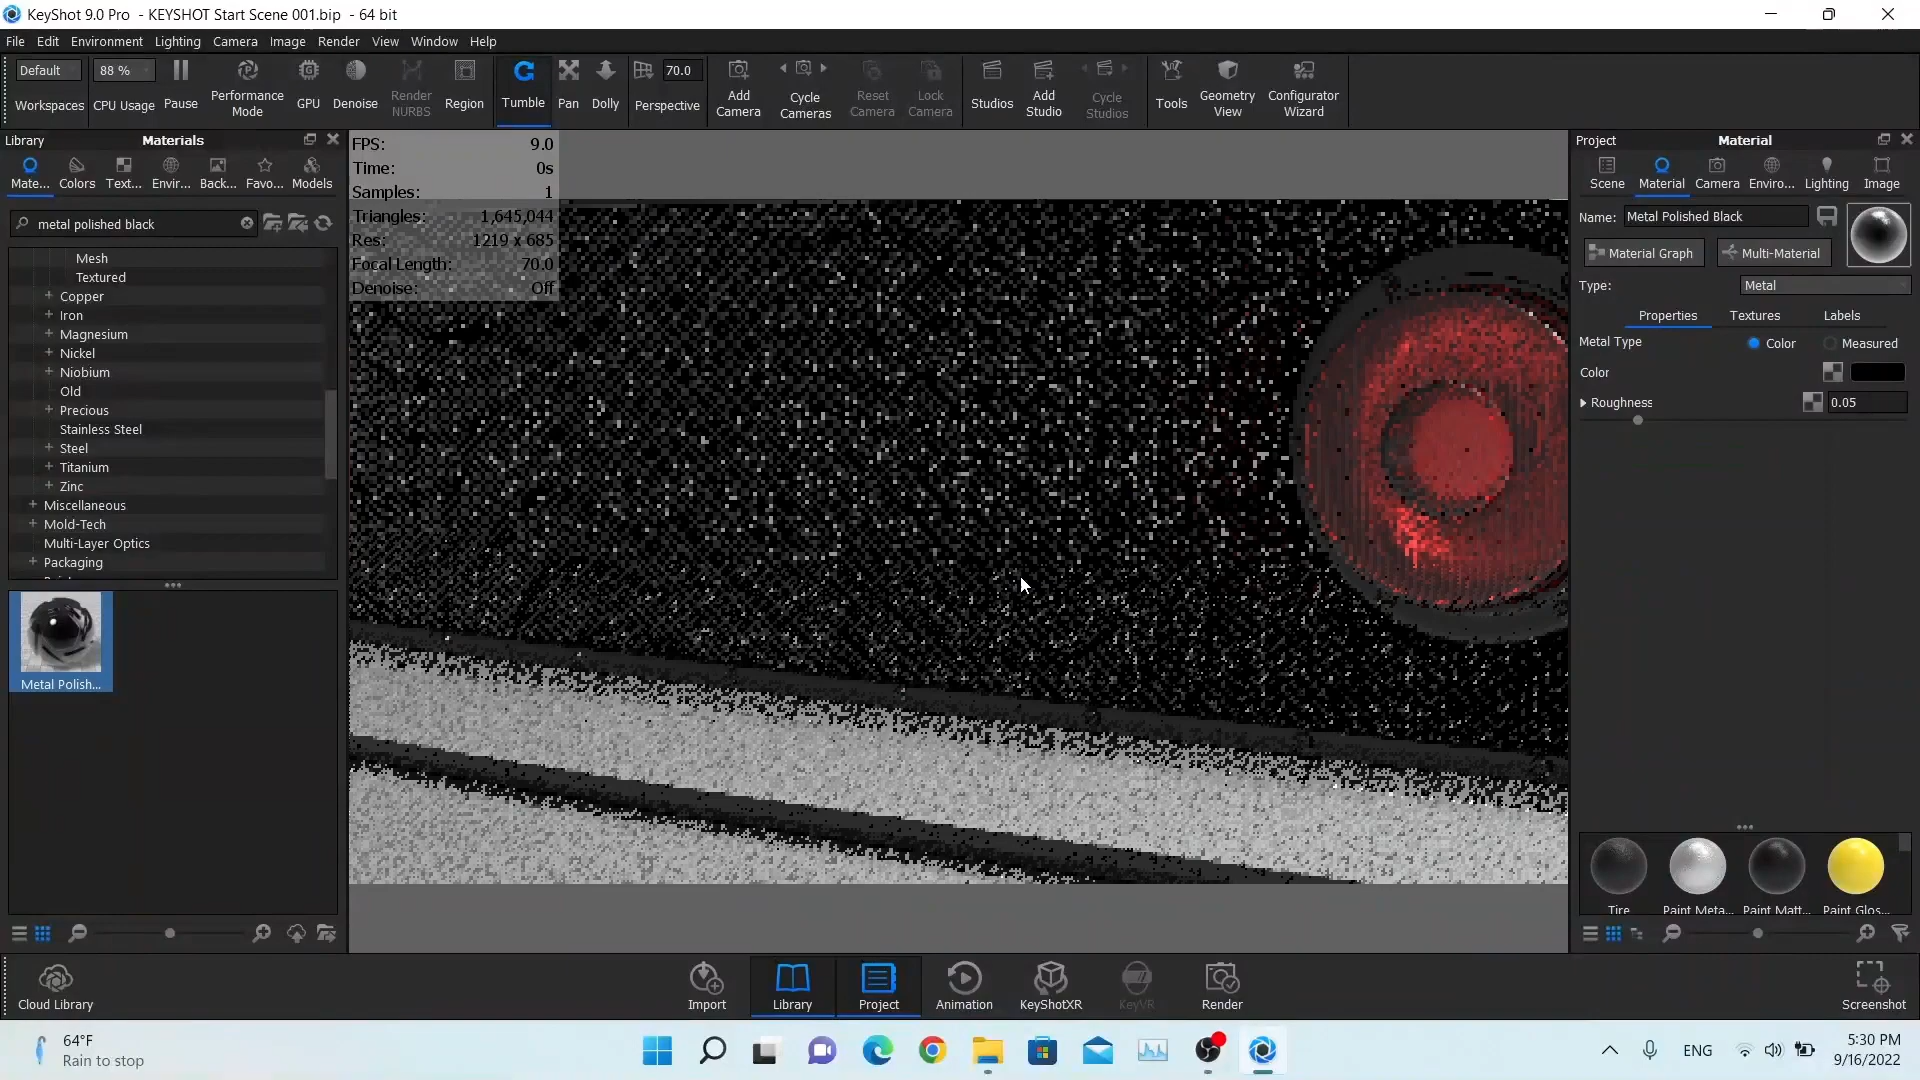 KeyShot 9.0 Pro - KEYSHOT Start Scene 001.bip - 64 bit
File Edit Environment Lighting Camera Image Render View Window Help
Default 88 % 70.0
Workspaces CPU Usage Pause Performance Mode GPU Denoise Render NURBS Region Tumble Pan Dolly Perspective Add Camera Cycle Cameras Reset Camera Lock Camera Studios Add Studio Cycle Studios Tools Geometry View Configurator Wizard
Library Materials
Mate... Colors Text... Envir... Back... Favo... Models
metal polished black
Mesh
Textured
+ Copper
+ Iron
+ Magnesium
+ Nickel
+ Niobium
Old
+ Precious
Stainless Steel
+ Steel
+ Titanium
+ Zinc
+ Miscellaneous
+ Mold-Tech
Multi-Layer Optics
+ Packaging
Metal Polish...
FPS: 9.0
Time: 0s
Samples: 1
Triangles: 1,645,044
Res: 1219 x 685
Focal Length: 70.0
Denoise: Off
Project Material
Scene Material Camera Enviro... Lighting Image
Name: Metal Polished Black
Material Graph Multi-Material
Type: Metal
Properties Textures Labels
Metal Type Color Measured
Color
Roughness 0.05
Tire Paint Meta... Paint Matt... Paint Glos...
Cloud Library Import Library Project Animation KeyShotXR KeyVR Render Screenshot
64°F
Rain to stop
ENG
5:30 PM
9/16/2022